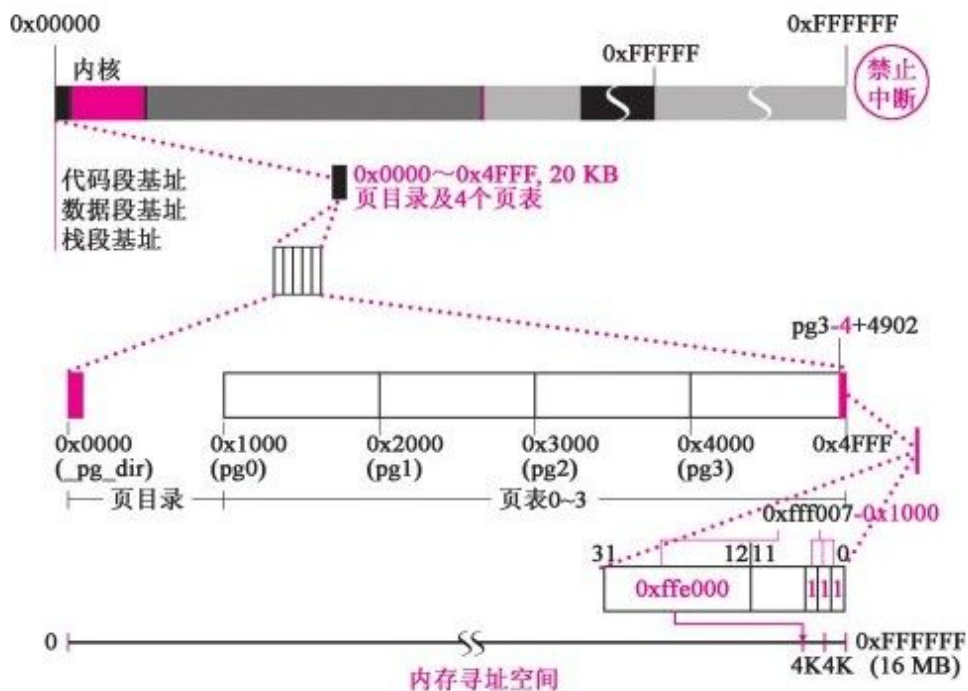 0x00000
0xFFFFFF
0xFFFFF
内核
禁止
中断
0x0000～0x4FFF, 20 KB
页目录及4个页表
代码段基址
数据段基址
栈段基址
pg3-4+4902
0x0000 0x1000 0x2000 0x3000 0x4000 0x4FFF
(_pg_dir) (pg0) (pg1) (pg2) (pg3)
页目录 页表0~3
0xfff007-0x1000
31 12 11 0
0xffe000 1 1 1
0 0xFFFFFF
4K 4K (16 MB)
内存寻址空间